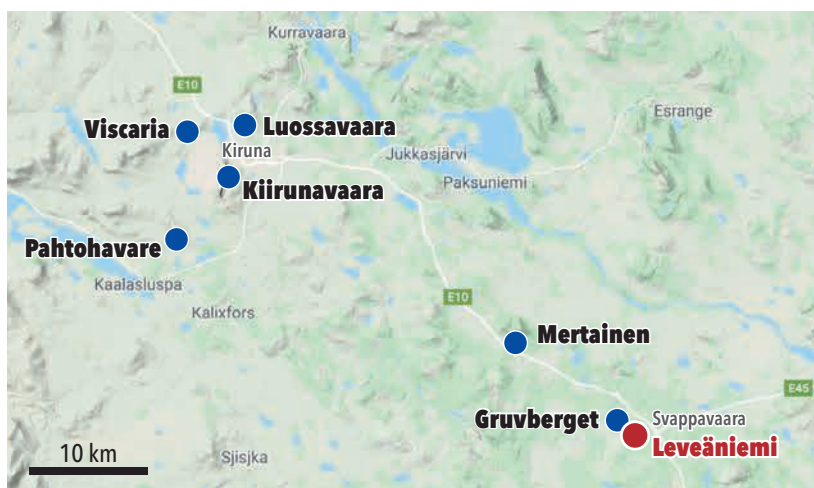 Kurravaara
E10
Esrange
Viscaria
Luossavaara
Kiruna
Jukkasjärvi
Paksuniemi
Kiirunavaara
Pahtohavare
Kaalasluspa
E10
Kalixfors
Mertainen
E45
Gruvberget
Svappavaara
Leveäniemi
10 km
Sjisjka